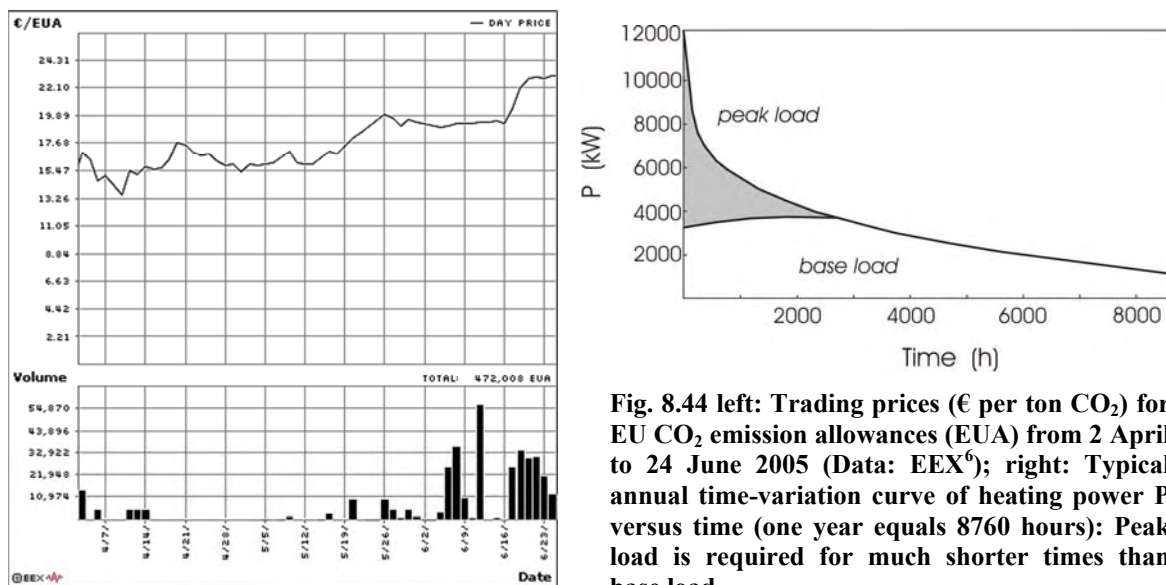 €/EUA
— DAY PRICE
24.31
22.10
19.89
17.68
15.47
13.26
11.05
8.84
6.63
4.42
2.21
Volume
TOTAL: 472,008 EUA
54,870
43,896
32,922
21,948
10,974
4/7
4/14
4/21
4/28
5/5
5/12
5/19
5/26
6/2
6/9
6/16
6/23
@EEX
Date
12000
10000
8000
6000
4000
2000
P (kW)
peak load
base load
2000
4000
6000
8000
Time (h)
Fig. 8.44 left: Trading prices (€ per ton CO₂) for
EU CO₂ emission allowances (EUA) from 2 April
to 24 June 2005 (Data: EEX⁶); right: Typical
annual time-variation curve of heating power P
versus time (one year equals 8760 hours): Peak
load is required for much shorter times than
base load